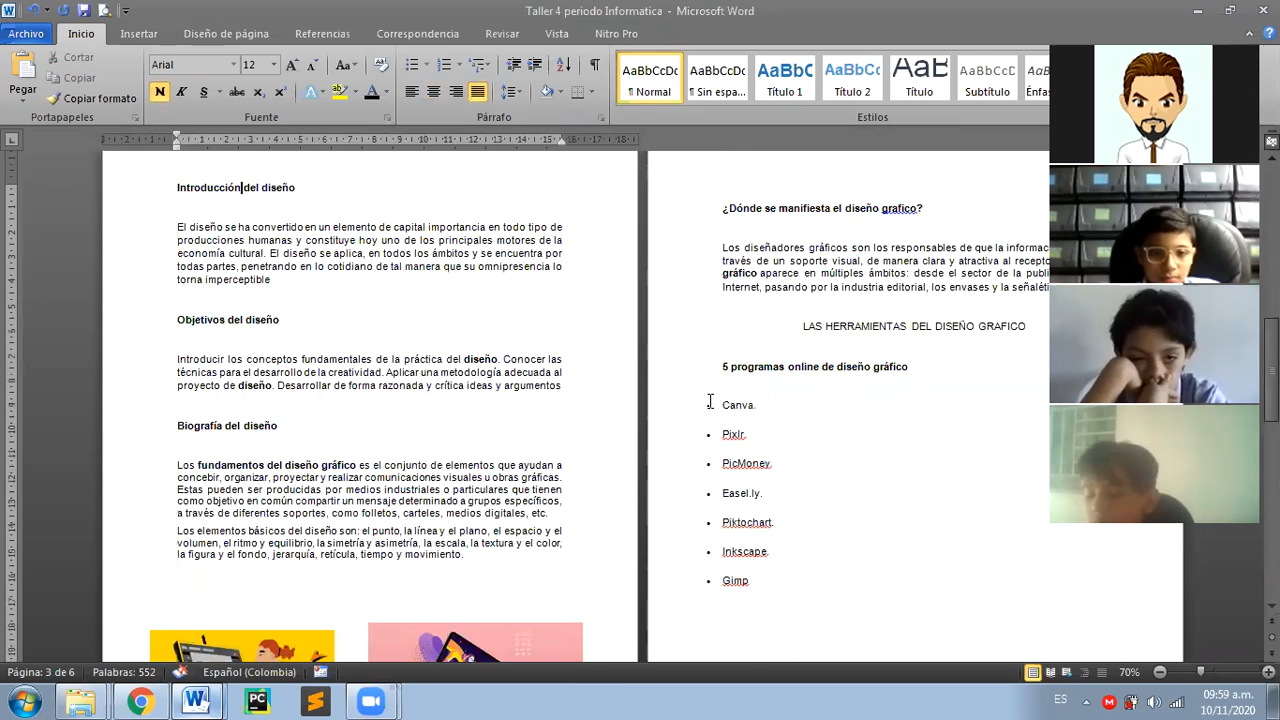 Taller 4 periodo Informatica - Microsoft Word
Archivo Inicio Insertar Diseño de página Referencias Correspondencia Revisar Vista Nitro Pro
Pegar
Cortar
Copiar
Copiar formato
Portapapeles
Arial 12
N K S abc
Fuente
Párrafo
AaBbCcDc AaBbCcDc AaBbC AaBbCc AaB AaBbCcDc AaBbCcDc
¶ Normal ¶ Sin espa... Título 1 Título 2 Título Subtítulo Énfas
Estilos
Introducción del diseño
El diseño se ha convertido en un elemento de capital importancia en todo tipo de
producciones humanas y constituye hoy uno de los principales motores de la
economía cultural. El diseño se aplica, en todos los ámbitos y se encuentra por
todas partes, penetrando en lo cotidiano de tal manera que su omnipresencia lo
torna imperceptible
Objetivos del diseño
Introducir los conceptos fundamentales de la práctica del diseño. Conocer las
técnicas para el desarrollo de la creatividad. Aplicar una metodología adecuada al
proyecto de diseño. Desarrollar de forma razonada y crítica ideas y argumentos
Biografía del diseño
Los fundamentos del diseño gráfico es el conjunto de elementos que ayudan a
concebir, organizar, proyectar y realizar comunicaciones visuales u obras gráficas.
Estas pueden ser producidas por medios industriales o particulares que tienen
como objetivo en común compartir un mensaje determinado a grupos específicos,
a través de diferentes soportes, como folletos, carteles, medios digitales, etc.
Los elementos básicos del diseño son: el punto, la línea y el plano, el espacio y el
volumen, el ritmo y equilibrio, la simetría y asimetría, la escala, la textura y el color,
la figura y el fondo, jerarquía, retícula, tiempo y movimiento.
¿Dónde se manifiesta el diseño grafico?
Los diseñadores gráficos son los responsables de que la informac
través de un soporte visual, de manera clara y atractiva al recepto
gráfico aparece en múltiples ámbitos: desde el sector de la publi
Internet, pasando por la industria editorial, los envases y la señaléti
LAS HERRAMIENTAS DEL DISEÑO GRAFICO
5 programas online de diseño gráfico
Canva.
• Pixlr.
• PicMoney.
• Easel.ly.
• Piktochart.
• Inkscape.
• Gimp
Página: 3 de 6 Palabras: 552 Español (Colombia) 70%
ES
09:59 a.m.
10/11/2020